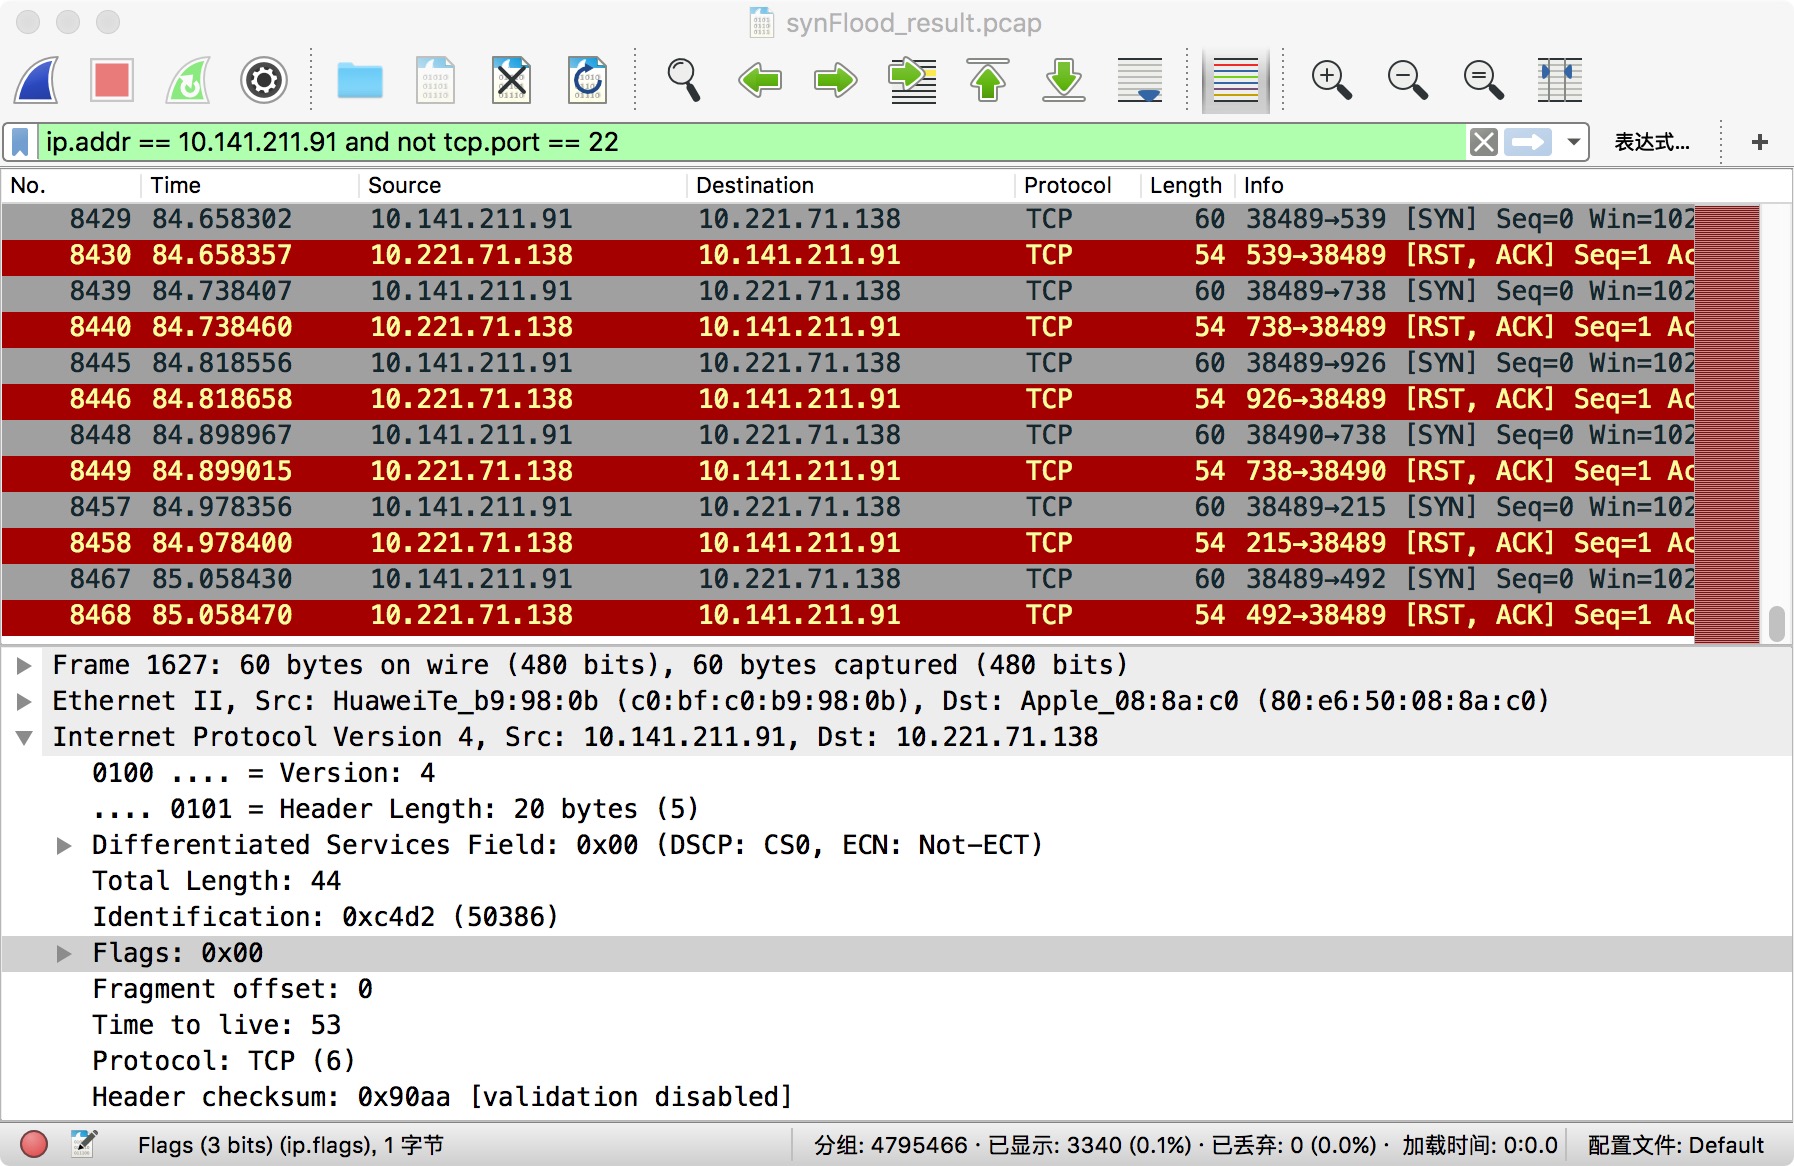 synFlood_result.pcap
ip.addr == 10.141.211.91 and not tcp.port == 22 表达式... +
No. Time Source Destination Protocol Length Info
8429 84.658302 10.141.211.91 10.221.71.138 TCP 60 38489→539 [SYN] Seq=0 Win=102
8430 84.658357 10.221.71.138 10.141.211.91 TCP 54 539→38489 [RST, ACK] Seq=1 Ac
8439 84.738407 10.141.211.91 10.221.71.138 TCP 60 38489→738 [SYN] Seq=0 Win=102
8440 84.738460 10.221.71.138 10.141.211.91 TCP 54 738→38489 [RST, ACK] Seq=1 Ac
8445 84.818556 10.141.211.91 10.221.71.138 TCP 60 38489→926 [SYN] Seq=0 Win=102
8446 84.818658 10.221.71.138 10.141.211.91 TCP 54 926→38489 [RST, ACK] Seq=1 Ac
8448 84.898967 10.141.211.91 10.221.71.138 TCP 60 38490→738 [SYN] Seq=0 Win=102
8449 84.899015 10.221.71.138 10.141.211.91 TCP 54 738→38490 [RST, ACK] Seq=1 Ac
8457 84.978356 10.141.211.91 10.221.71.138 TCP 60 38489→215 [SYN] Seq=0 Win=102
8458 84.978400 10.221.71.138 10.141.211.91 TCP 54 215→38489 [RST, ACK] Seq=1 Ac
8467 85.058430 10.141.211.91 10.221.71.138 TCP 60 38489→492 [SYN] Seq=0 Win=102
8468 85.058470 10.221.71.138 10.141.211.91 TCP 54 492→38489 [RST, ACK] Seq=1 Ac
Frame 1627: 60 bytes on wire (480 bits), 60 bytes captured (480 bits)
Ethernet II, Src: HuaweiTe_b9:98:0b (c0:bf:c0:b9:98:0b), Dst: Apple_08:8a:c0 (80:e6:50:08:8a:c0)
Internet Protocol Version 4, Src: 10.141.211.91, Dst: 10.221.71.138
0100 .... = Version: 4
.... 0101 = Header Length: 20 bytes (5)
Differentiated Services Field: 0x00 (DSCP: CS0, ECN: Not-ECT)
Total Length: 44
Identification: 0xc4d2 (50386)
Flags: 0x00
Fragment offset: 0
Time to live: 53
Protocol: TCP (6)
Header checksum: 0x90aa [validation disabled]
Flags (3 bits) (ip.flags), 1 字节 分组: 4795466 · 已显示: 3340 (0.1%) · 已丢弃: 0 (0.0%) · 加载时间: 0:0.0 配置文件: Default